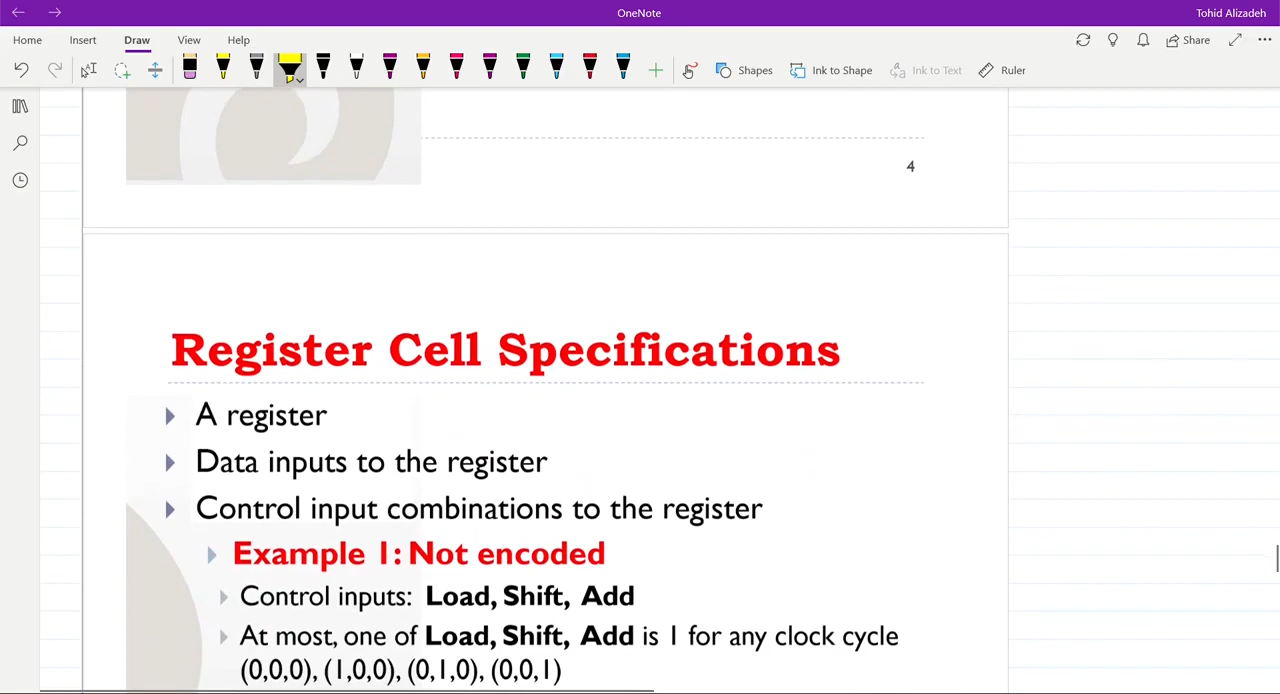 OneNote
Tohid Alizadeh
Home
Insert
Draw
View
Help
Share
Shapes
Ink to Shape
Ink to Text
Ruler
4
Register Cell Specifications
A register
Data inputs to the register
Control input combinations to the register
Example 1: Not encoded
Control inputs: Load, Shift, Add
At most, one of Load, Shift, Add is 1 for any clock cycle
(0,0,0), (1,0,0), (0,1,0), (0,0,1)